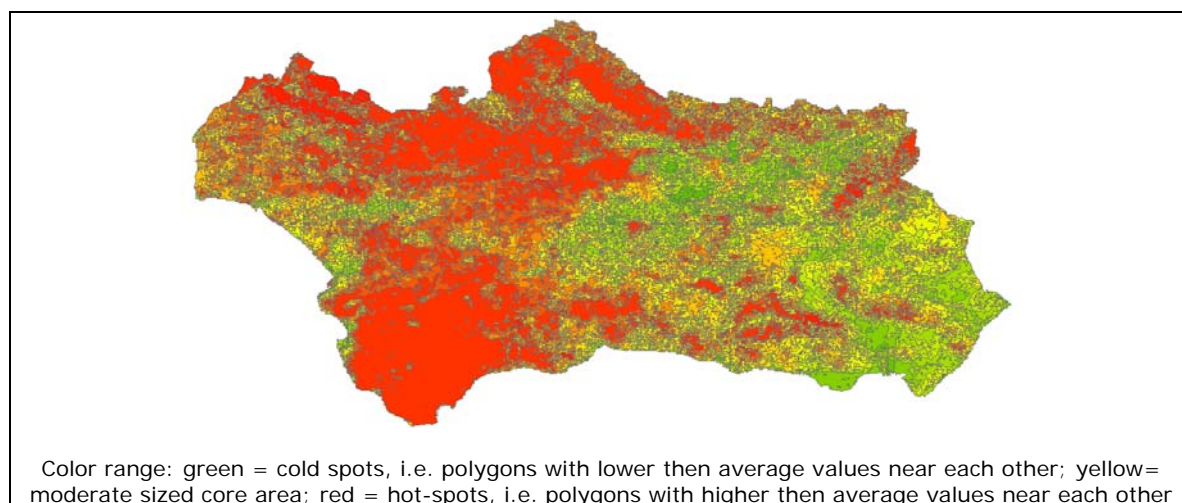 Color range: green = cold spots, i.e. polygons with lower then average values near each other; yellow=
moderate sized core area; red = hot-spots, i.e. polygons with higher then average values near each other